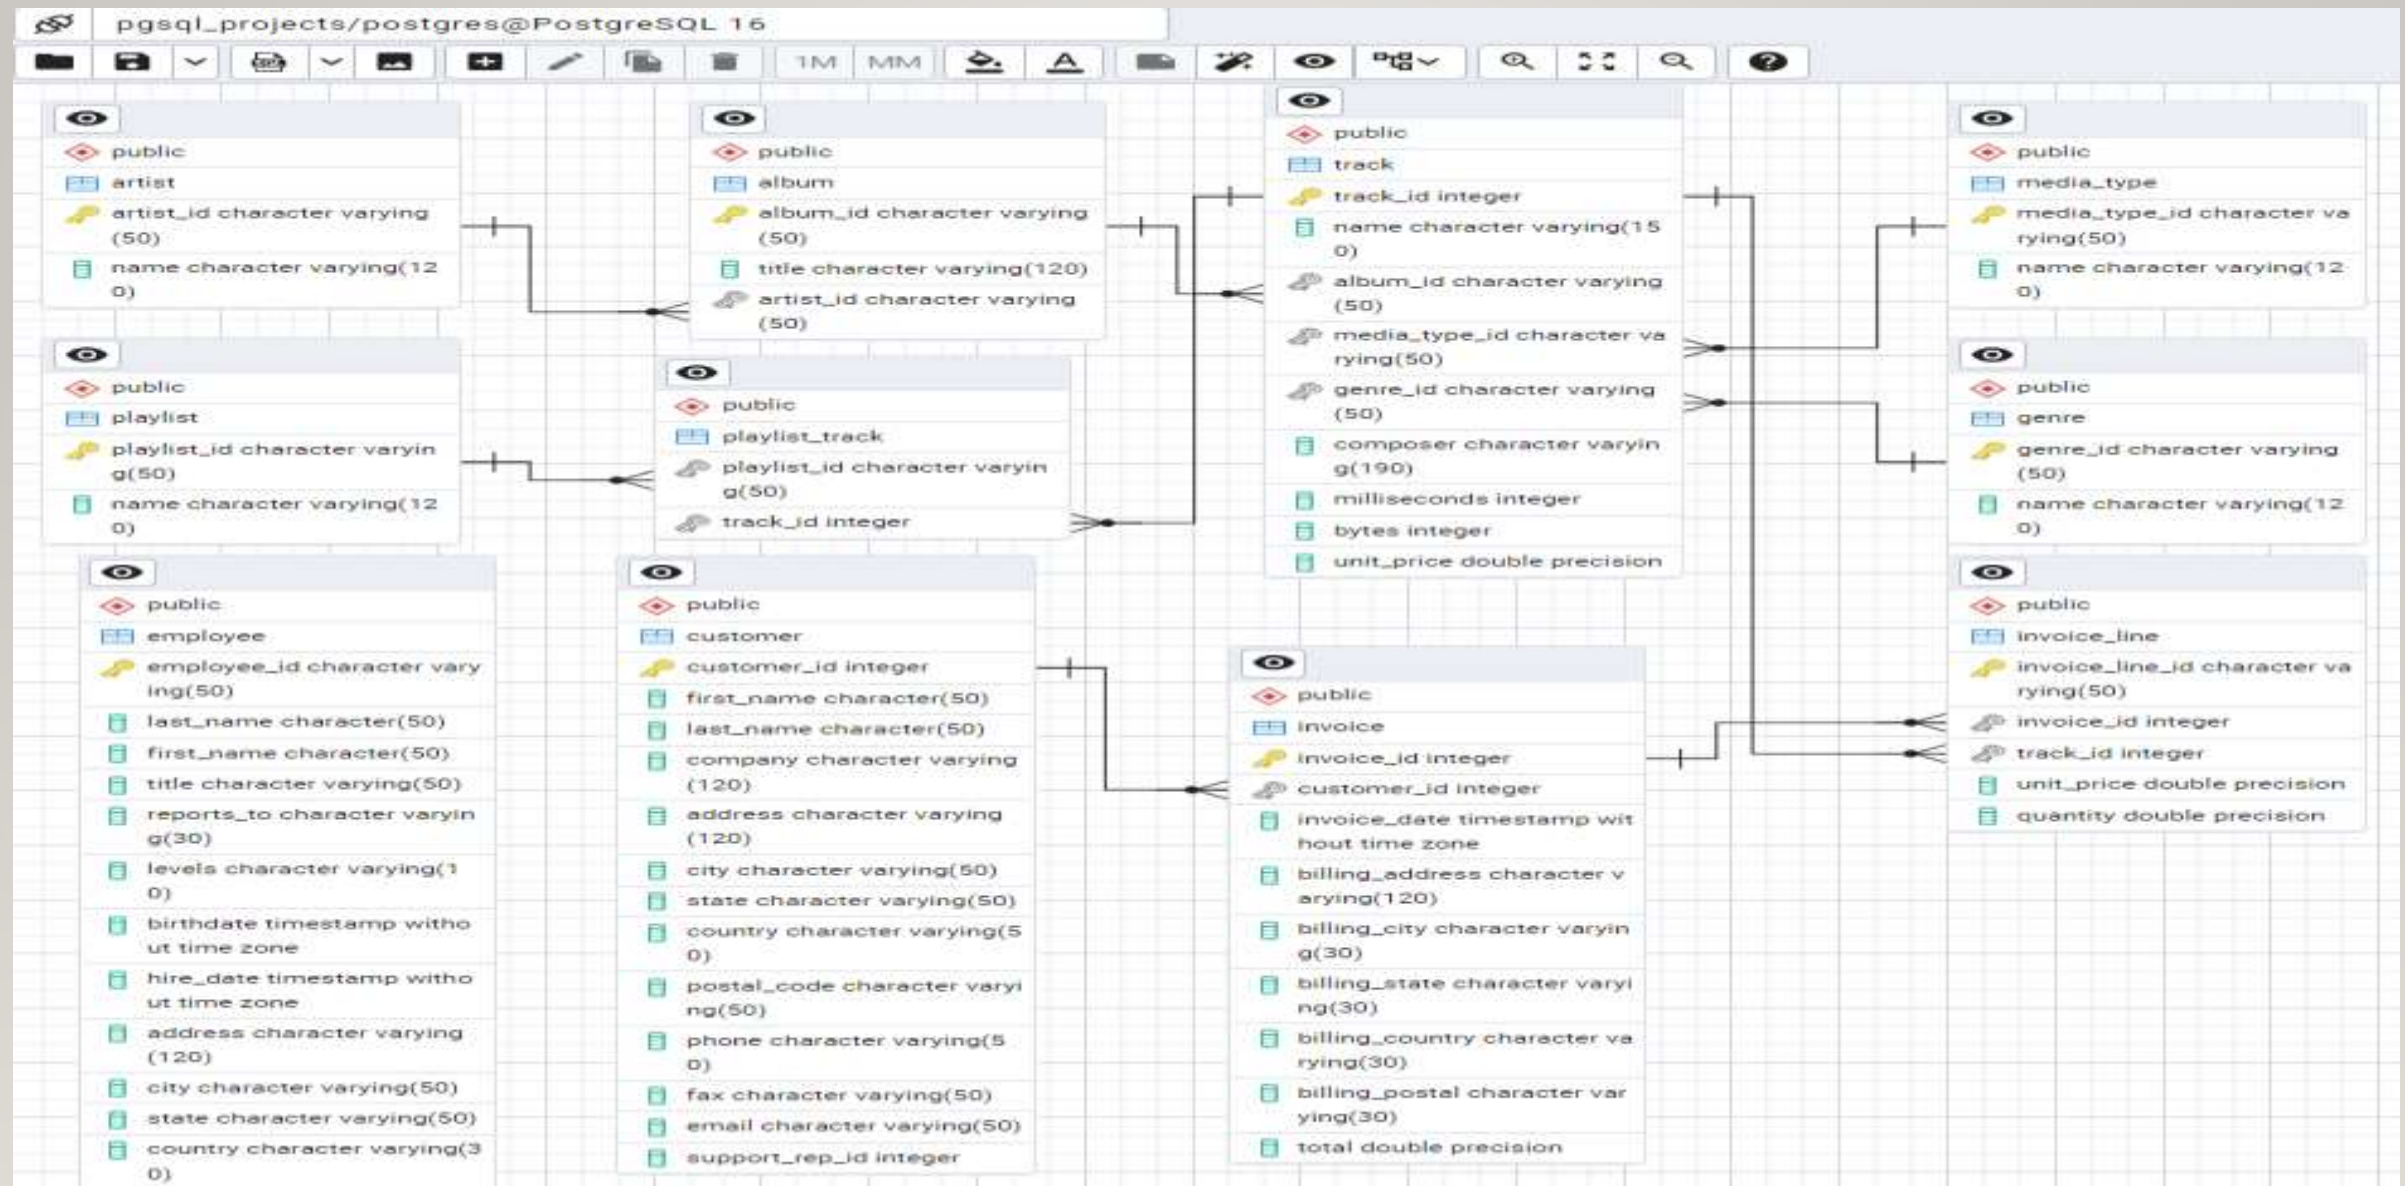 pgsql_projects/postgres@PostgreSQL 16
1M
MM
public
artist
artist_id character varying
(50)
name character varying(12
0)
public
album
album_id character varying
(50)
title character varying(120)
artist_id character varying
(50)
public
track
track_id integer
name character varying(15
0)
album_id character varying
(50)
media_type_id character va
rying(50)
genre_id character varying
(50)
composer character varyin
g(190)
milliseconds integer
bytes integer
unit_price double precision
public
media_type
media_type_id character va
rying(50)
name character varying(12
0)
public
playlist
playlist_id character varyin
g(50)
name character varying(12
0)
public
playlist_track
playlist_id character varyin
g(50)
track_id integer
public
genre
genre_id character varying
(50)
name character varying(12
0)
public
employee
employee_id character vary
ing(50)
last_name character(50)
first_name character(50)
title character varying(50)
reports_to character varyin
g(30)
levels character varying(1
0)
birthdate timestamp witho
ut time zone
hire_date timestamp witho
ut time zone
address character varying
(120)
city character varying(50)
state character varying(50)
country character varying(3
0)
public
customer
customer_id integer
first_name character(50)
last_name character(50)
company character varying
(120)
address character varying
(120)
city character varying(50)
state character varying(50)
country character varying(5
0)
postal_code character varyi
ng(50)
phone character varying(5
0)
fax character varying(50)
email character varying(50)
support_rep_id integer
public
invoice
invoice_id integer
customer_id integer
invoice_date timestamp wit
hout time zone
billing_address character v
arying(120)
billing_city character varyin
g(30)
billing_state character varyi
ng(30)
billing_country character va
rying(30)
billing_postal character var
ying(30)
total double precision
public
invoice_line
invoice_line_id character va
rying(50)
invoice_id integer
track_id integer
unit_price double precision
quantity double precision